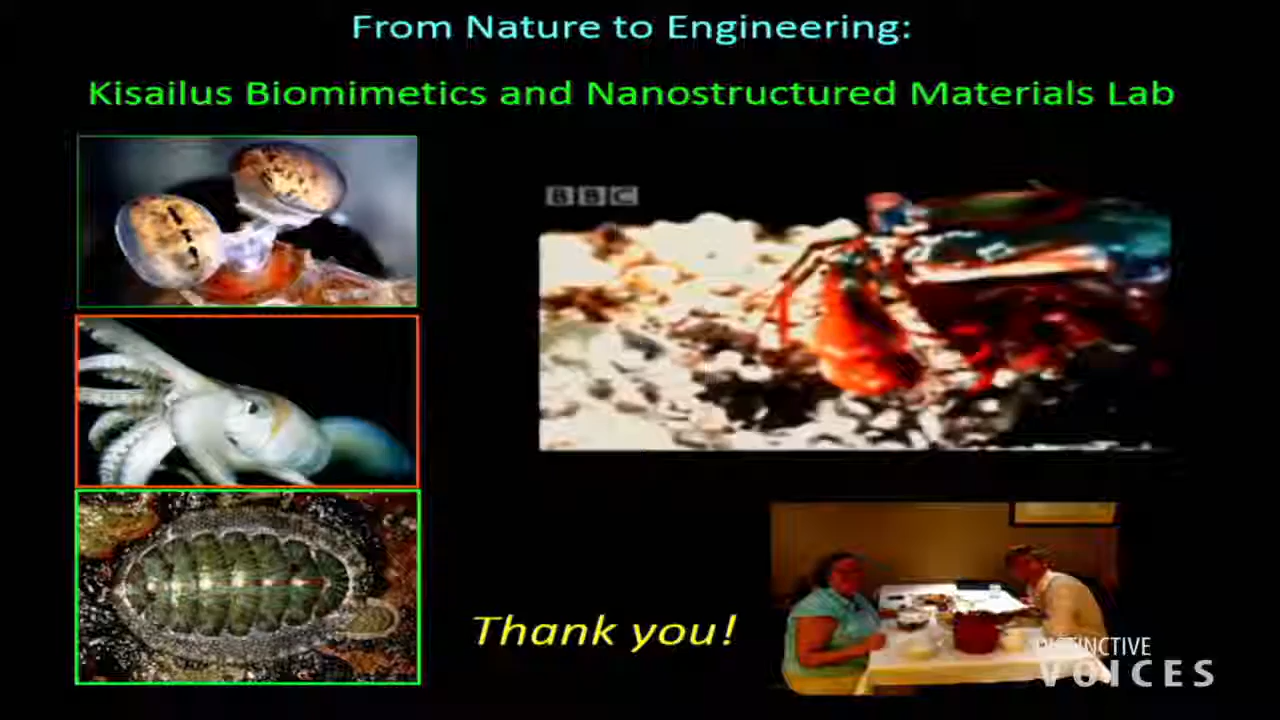 From Nature to Engineering:
Kisailus Biomimetics and Nanostructured Materials Lab
BBC
Thank you!
DISTINCTIVE
VOICES